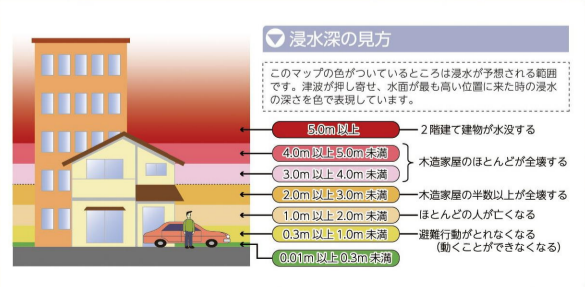 浸水深の見方
このマップの色がついているところは浸水が予想される範囲
です。津波が押し寄せ、水面が最も高い位置に来た時の浸水
の深さを色で表現しています。
5.0m 以上
2階建て建物が水没する
4.0m 以上 5.0m 未満
3.0m 以上 4.0m 未満
木造家屋のほとんどが全壊する
2.0m 以上 3.0m 未満
木造家屋の半数以上が全壊する
1.0m 以上 2.0m 未満
ほとんどの人が亡くなる
0.3m 以上 1.0m 未満
避難行動がとれなくなる
(動くことができなくなる)
0.01m 以上 0.3m 未満